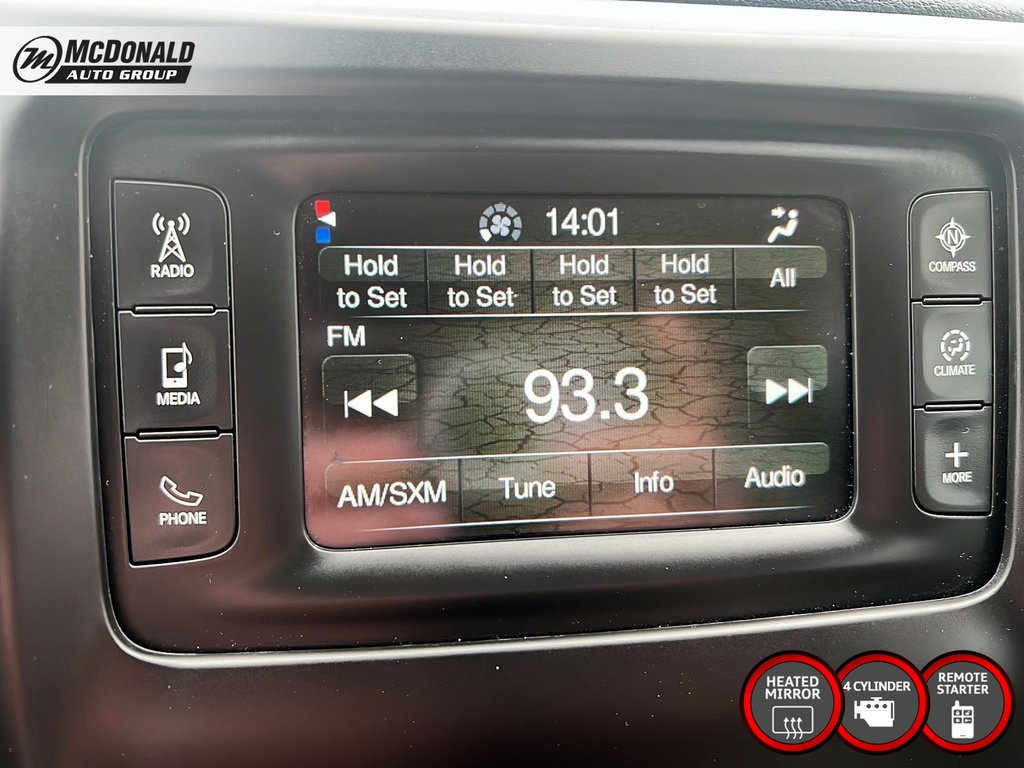 MCDONALD
AUTO GROUP
RADIO
MEDIA
PHONE
14:01
Hold to Set
Hold to Set
Hold to Set
Hold to Set
All
FM
93.3
AM/SXM
Tune
Info
Audio
N
COMPASS
CLIMATE
MORE
HEATED
MIRROR
4 CYLINDER
REMOTE
STARTER